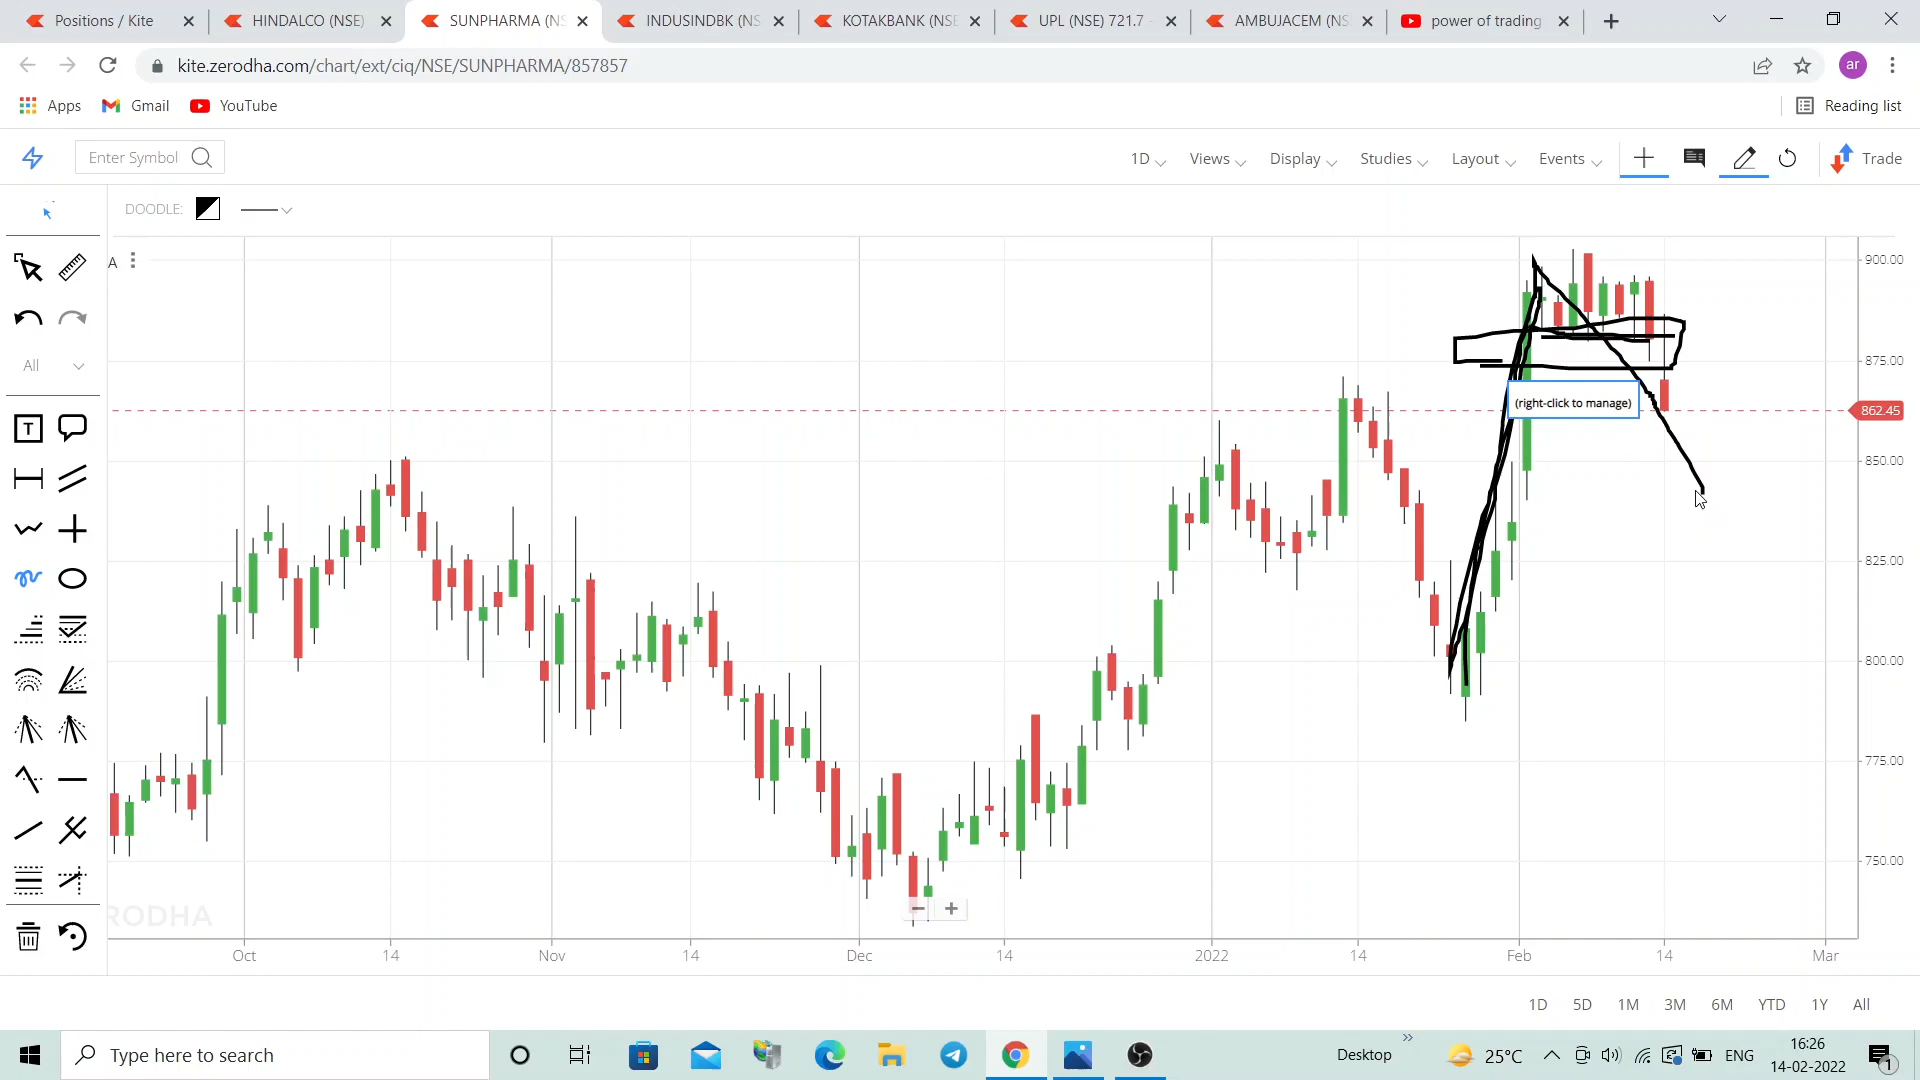 Positions / Kite
HINDALCO (NSE)
SUNPHARMA (NS
INDUSINDBK (NS
KOTAKBANK (NSE
UPL (NSE) 721.7
AMBUJACEM (NS
power of trading
kite.zerodha.com/chart/ext/ciq/NSE/SUNPHARMA/857857
ar
Apps
Gmail
YouTube
Reading list
Enter Symbol
1D
Views
Display
Studies
Layout
Events
Trade
DOODLE:
A
All
T
(right-click to manage)
900.00
875.00
862.45
850.00
825.00
800.00
775.00
750.00
RODHA
Oct
14
Nov
14
Dec
14
2022
14
Feb
14
Mar
1D
5D
1M
3M
6M
YTD
1Y
All
Type here to search
Desktop
25°C
ENG
16:26
14-02-2022
1